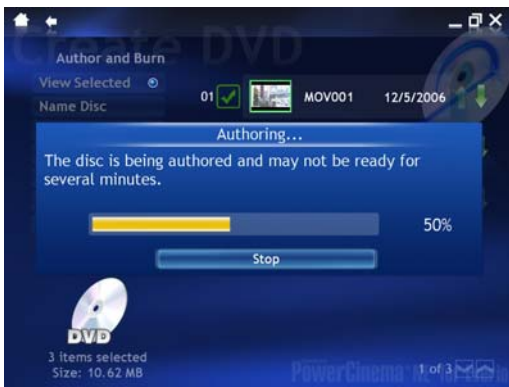 Create DVD
Author and Burn
View Selected
Name Disc
01 MOV001 12/5/2006
Authoring...
The disc is being authored and may not be ready for
several minutes.
50%
Stop
DVD
3 items selected
Size: 10.62 MB
PowerCinema
1 of 3